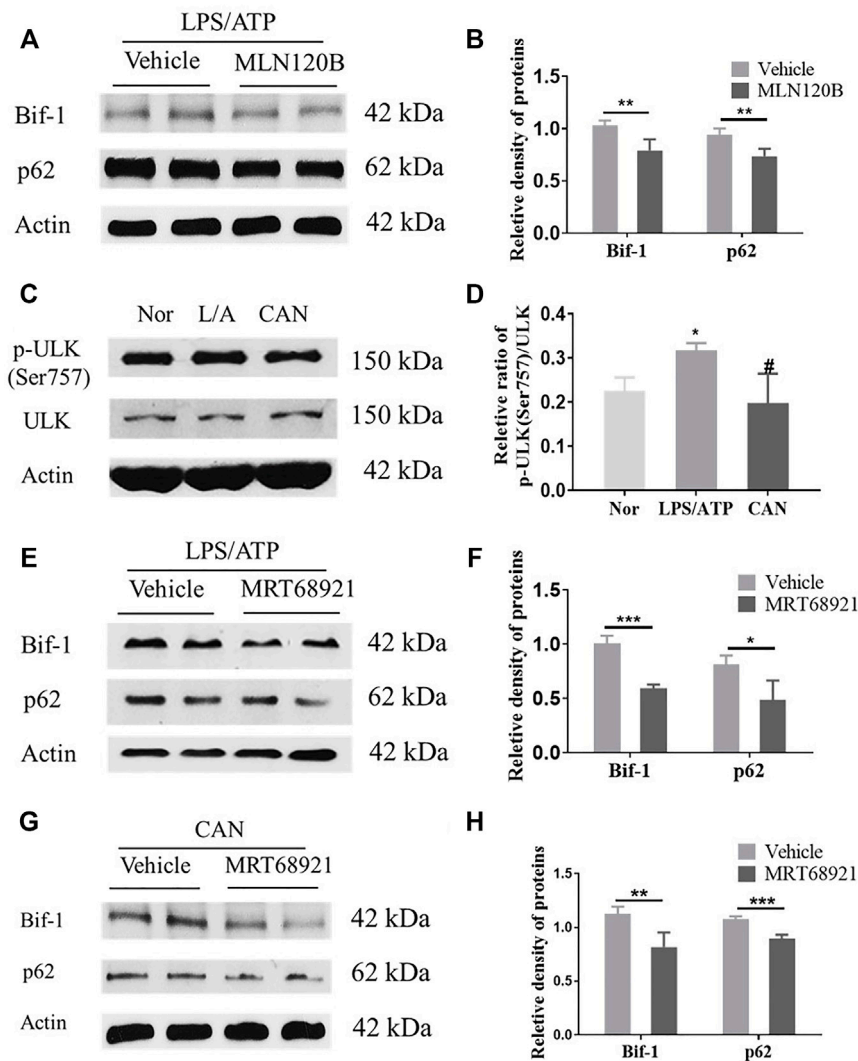 A
LPS/ATP
Vehicle MLN120B
Bif-1 42 kDa
p62 62 kDa
Actin 42 kDa
B
Reletive density of proteins
Vehicle
MLN120B
1.5
1.0
0.5
0.0
** **
Bif-1 p62
C
Nor L/A CAN
p-ULK
(Ser757) 150 kDa
ULK 150 kDa
Actin 42 kDa
D
Reletive ratio of
p-ULK(Ser757)/ULK
0.4
0.3
0.2
0.1
0.0
*
#
Nor LPS/ATP CAN
E
LPS/ATP
Vehicle MRT68921
Bif-1 42 kDa
p62 62 kDa
Actin 42 kDa
F
Reletive density of proteins
Vehicle
MRT68921
1.5
1.0
0.5
0.0
*** *
Bif-1 p62
G
CAN
Vehicle MRT68921
Bif-1 42 kDa
p62 62 kDa
Actin 42 kDa
H
Reletive density of proteins
Vehicle
MRT68921
1.5
1.0
0.5
0.0
** ***
Bif-1 p62